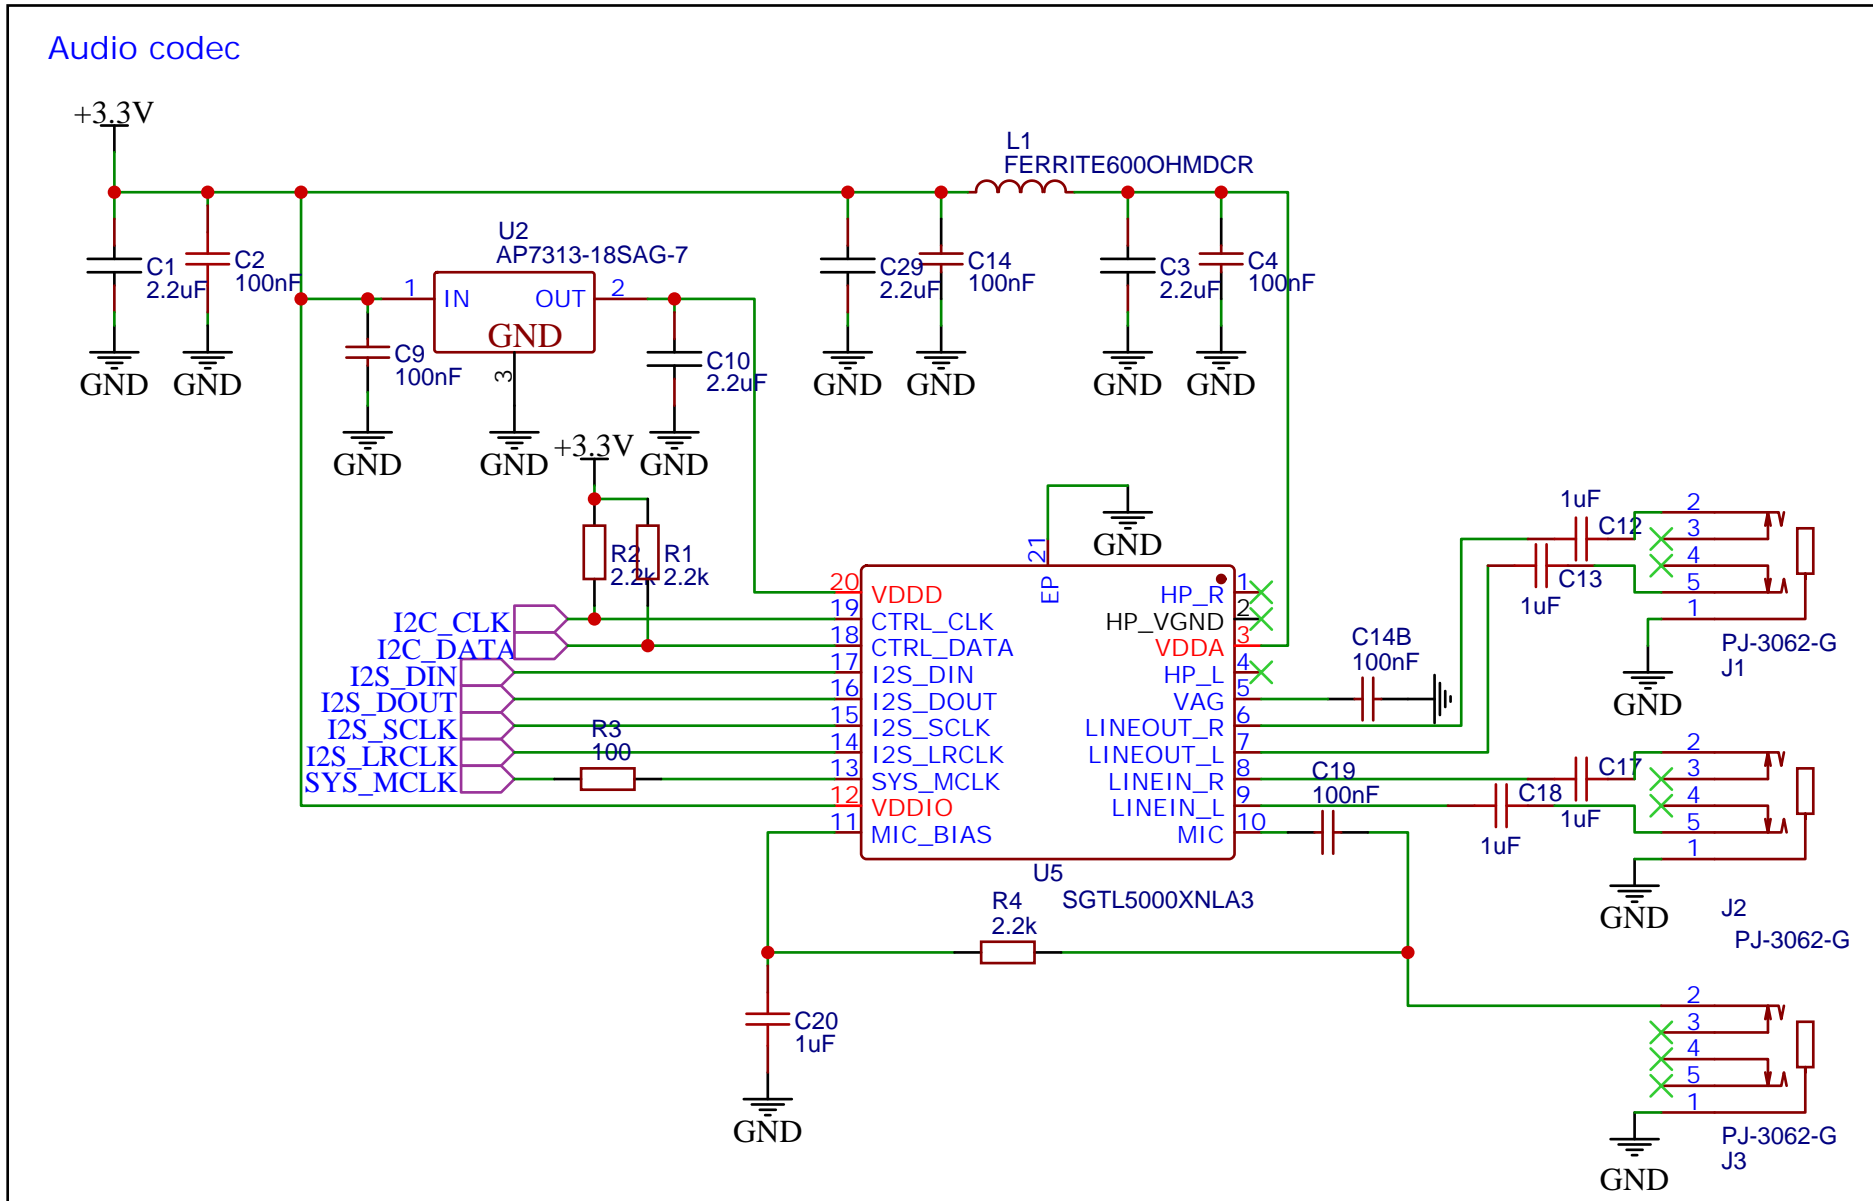 Audio codec
+3.3V
L1
FERRITE600OHMDCR
U2
AP7313-18SAG-7
C1
2.2uF
C2
100nF
1
IN
OUT
2
GND
3
C9
100nF
C10
2.2uF
C29
2.2uF
C14
100nF
C3
2.2uF
C4
100nF
GND
GND
GND
GND
GND
GND
GND
GND
GND
+3.3V
R2
2.2k
R1
2.2k
GND
21
EP
I2C_CLK
I2C_DATA
I2S_DIN
I2S_DOUT
I2S_SCLK
I2S_LRCLK
SYS_MCLK
R3
100
20
VDDD
19
CTRL_CLK
18
CTRL_DATA
17
I2S_DIN
16
I2S_DOUT
15
I2S_SCLK
14
I2S_LRCLK
13
SYS_MCLK
12
VDDIO
11
MIC_BIAS
HP_R
1
HP_VGND
2
VDDA
3
HP_L
4
VAG
5
LINEOUT_R
6
LINEOUT_L
7
LINEIN_R
8
LINEIN_L
9
MIC
10
U5
SGTL5000XNLA3
C14B
100nF
C19
100nF
1uF
C12
C13
1uF
2
3
4
5
1
PJ-3062-G
J1
GND
C17
C18
1uF
1uF
2
3
4
5
1
GND
J2
PJ-3062-G
R4
2.2k
C20
1uF
GND
2
3
4
5
1
PJ-3062-G
J3
GND